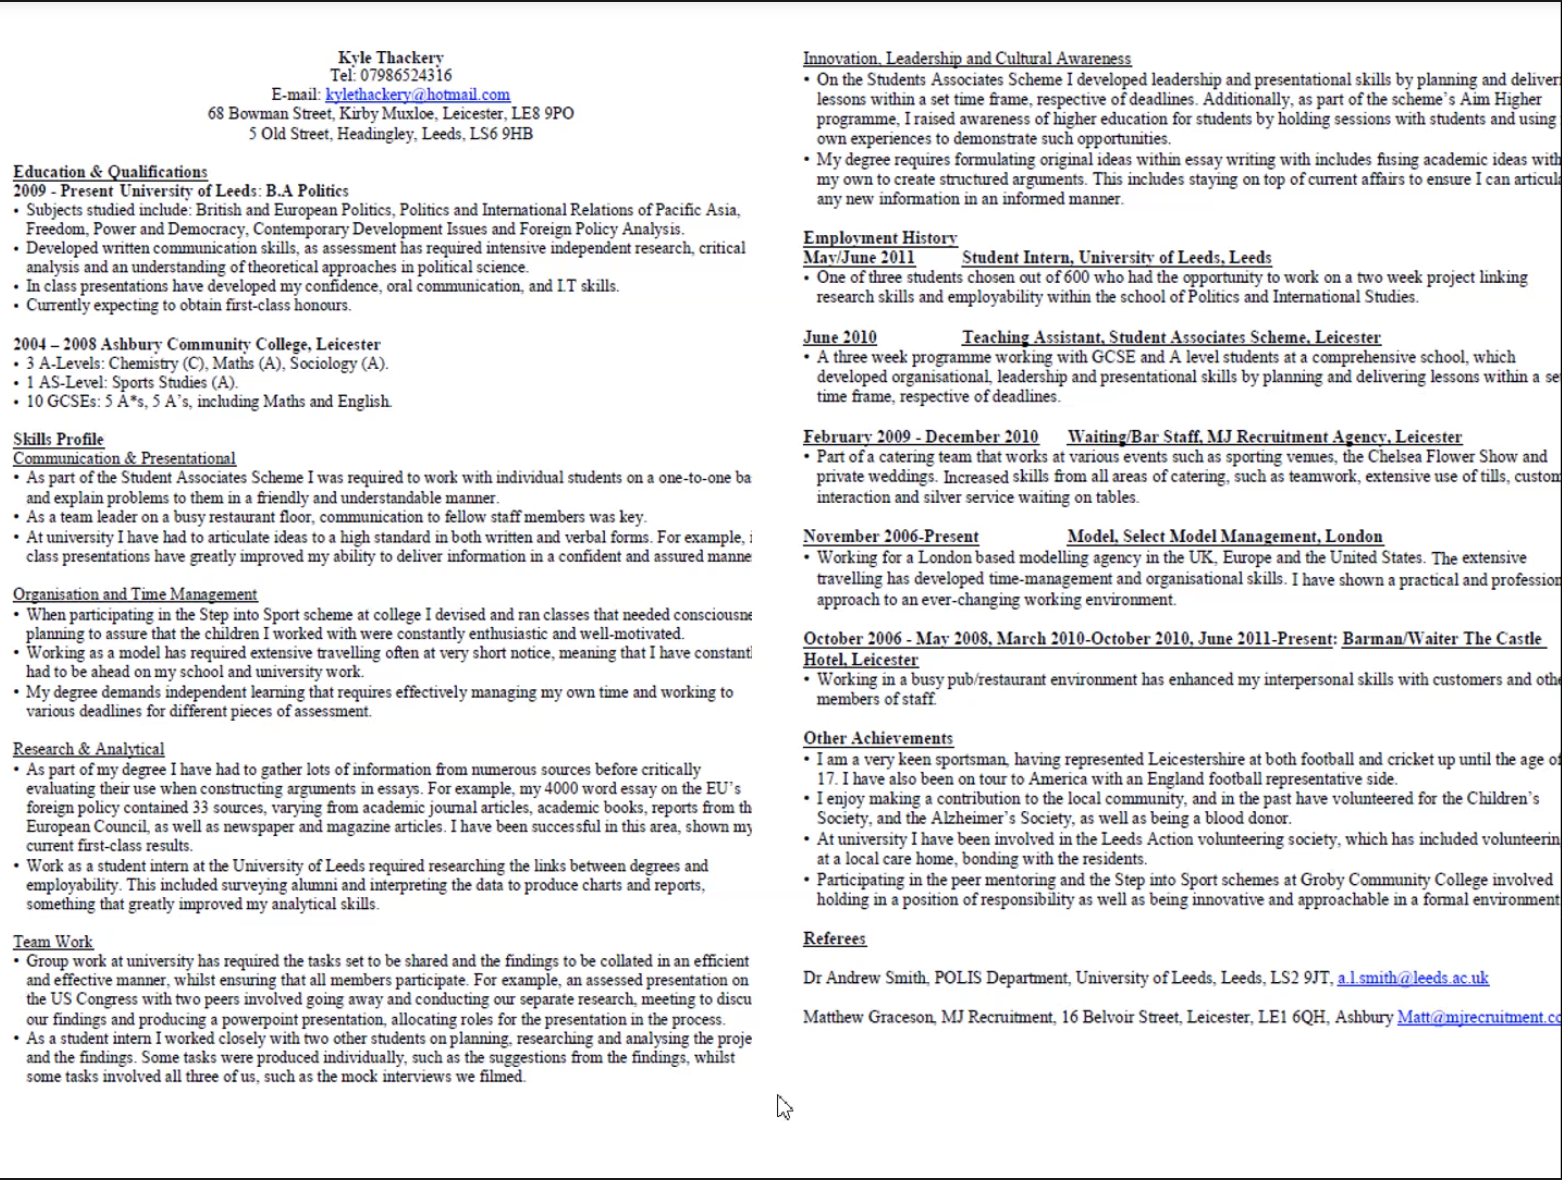 Kyle Thackery
Tel: 07986524316
E-mail: kylethackery@hotmail.com
68 Bowman Street, Kirby Muxloe, Leicester, LE8 9PO
5 Old Street, Headingley, Leeds, LS6 9HB
Education & Qualifications
2009 - Present University of Leeds: B.A Politics
• Subjects studied include: British and European Politics, Politics and International Relations of Pacific Asia,
Freedom, Power and Democracy, Contemporary Development Issues and Foreign Policy Analysis.
• Developed written communication skills, as assessment has required intensive independent research, critical
analysis and an understanding of theoretical approaches in political science.
• In class presentations have developed my confidence, oral communication, and I.T skills.
• Currently expecting to obtain first-class honours.
2004 – 2008 Ashbury Community College, Leicester
• 3 A-Levels: Chemistry (C), Maths (A), Sociology (A).
• 1 AS-Level: Sports Studies (A).
• 10 GCSEs: 5 A*s, 5 A's, including Maths and English.
Skills Profile
Communication & Presentational
• As part of the Student Associates Scheme I was required to work with individual students on a one-to-one ba
and explain problems to them in a friendly and understandable manner.
• As a team leader on a busy restaurant floor, communication to fellow staff members was key.
• At university I have had to articulate ideas to a high standard in both written and verbal forms. For example, i
class presentations have greatly improved my ability to deliver information in a confident and assured manne
Organisation and Time Management
• When participating in the Step into Sport scheme at college I devised and ran classes that needed consciousne
planning to assure that the children I worked with were constantly enthusiastic and well-motivated.
• Working as a model has required extensive travelling often at very short notice, meaning that I have constantl
had to be ahead on my school and university work.
• My degree demands independent learning that requires effectively managing my own time and working to
various deadlines for different pieces of assessment.
Research & Analytical
• As part of my degree I have had to gather lots of information from numerous sources before critically
evaluating their use when constructing arguments in essays. For example, my 4000 word essay on the EU's
foreign policy contained 33 sources, varying from academic journal articles, academic books, reports from th
European Council, as well as newspaper and magazine articles. I have been successful in this area, shown my
current first-class results.
• Work as a student intern at the University of Leeds required researching the links between degrees and
employability. This included surveying alumni and interpreting the data to produce charts and reports,
something that greatly improved my analytical skills.
Team Work
• Group work at university has required the tasks set to be shared and the findings to be collated in an efficient
and effective manner, whilst ensuring that all members participate. For example, an assessed presentation on
the US Congress with two peers involved going away and conducting our separate research, meeting to discu
our findings and producing a powerpoint presentation, allocating roles for the presentation in the process.
• As a student intern I worked closely with two other students on planning, researching and analysing the proje
and the findings. Some tasks were produced individually, such as the suggestions from the findings, whilst
some tasks involved all three of us, such as the mock interviews we filmed.
Innovation, Leadership and Cultural Awareness
• On the Students Associates Scheme I developed leadership and presentational skills by planning and deliver
lessons within a set time frame, respective of deadlines. Additionally, as part of the scheme's Aim Higher
programme, I raised awareness of higher education for students by holding sessions with students and using
own experiences to demonstrate such opportunities.
• My degree requires formulating original ideas within essay writing with includes fusing academic ideas with
my own to create structured arguments. This includes staying on top of current affairs to ensure I can articula
any new information in an informed manner.
Employment History
May/June 2011 Student Intern, University of Leeds, Leeds
• One of three students chosen out of 600 who had the opportunity to work on a two week project linking
research skills and employability within the school of Politics and International Studies.
June 2010 Teaching Assistant, Student Associates Scheme, Leicester
• A three week programme working with GCSE and A level students at a comprehensive school, which
developed organisational, leadership and presentational skills by planning and delivering lessons within a se
time frame, respective of deadlines.
February 2009 - December 2010 Waiting/Bar Staff, MJ Recruitment Agency, Leicester
• Part of a catering team that works at various events such as sporting venues, the Chelsea Flower Show and
private weddings. Increased skills from all areas of catering, such as teamwork, extensive use of tills, custom
interaction and silver service waiting on tables.
November 2006-Present Model, Select Model Management, London
• Working for a London based modelling agency in the UK, Europe and the United States. The extensive
travelling has developed time-management and organisational skills. I have shown a practical and profession
approach to an ever-changing working environment.
October 2006 - May 2008, March 2010-October 2010, June 2011-Present: Barman/Waiter The Castle
Hotel, Leicester
• Working in a busy pub/restaurant environment has enhanced my interpersonal skills with customers and othe
members of staff.
Other Achievements
• I am a very keen sportsman, having represented Leicestershire at both football and cricket up until the age of
17. I have also been on tour to America with an England football representative side.
• I enjoy making a contribution to the local community, and in the past have volunteered for the Children's
Society, and the Alzheimer's Society, as well as being a blood donor.
• At university I have been involved in the Leeds Action volunteering society, which has included volunteerin
at a local care home, bonding with the residents.
• Participating in the peer mentoring and the Step into Sport schemes at Groby Community College involved
holding in a position of responsibility as well as being innovative and approachable in a formal environment
Referees
Dr Andrew Smith, POLIS Department, University of Leeds, Leeds, LS2 9JT, a.l.smith@leeds.ac.uk
Matthew Graceson, MJ Recruitment, 16 Belvoir Street, Leicester, LE1 6QH, Ashbury Matt@mjrecruitment.co